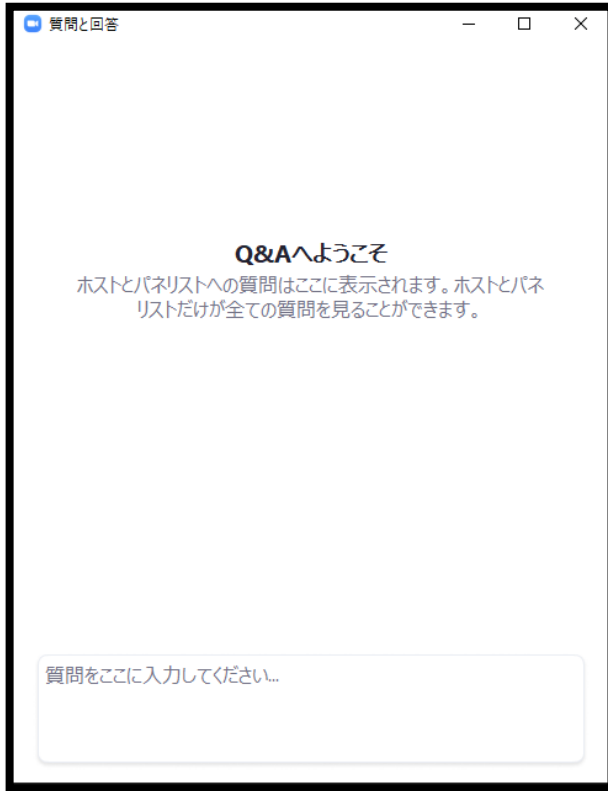 質問と回答
Q&Aへようこそ
ホストとパネリストへの質問はここに表示されます。ホストとパネ
リストだけが全ての質問を見ることができます。
質問をここに入力してください...